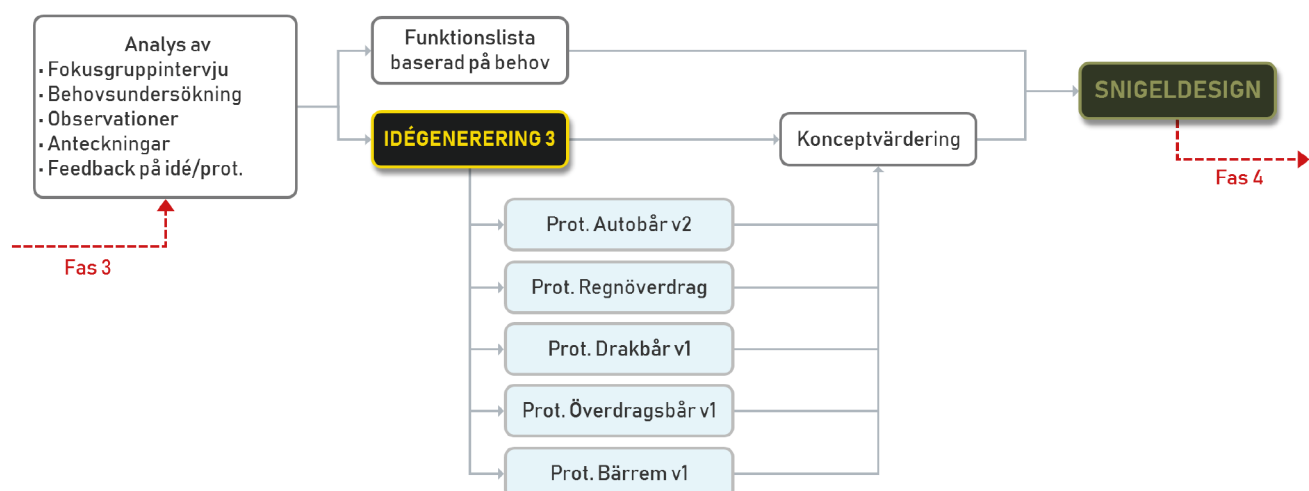 Analys av
· Fokusgruppintervju
· Behovsundersökning
· Observationer
· Anteckningar
· Feedback på idé/prot.
Fas 3
Funktionslista
baserad på behov
IDÉGENERERING 3
Prot. Autobår v2
Prot. Regnöverdrag
Prot. Drakbår v1
Prot. Överdragsbår v1
Prot. Bärrem v1
Konceptvärdering
SNIGELDESIGN
Fas 4